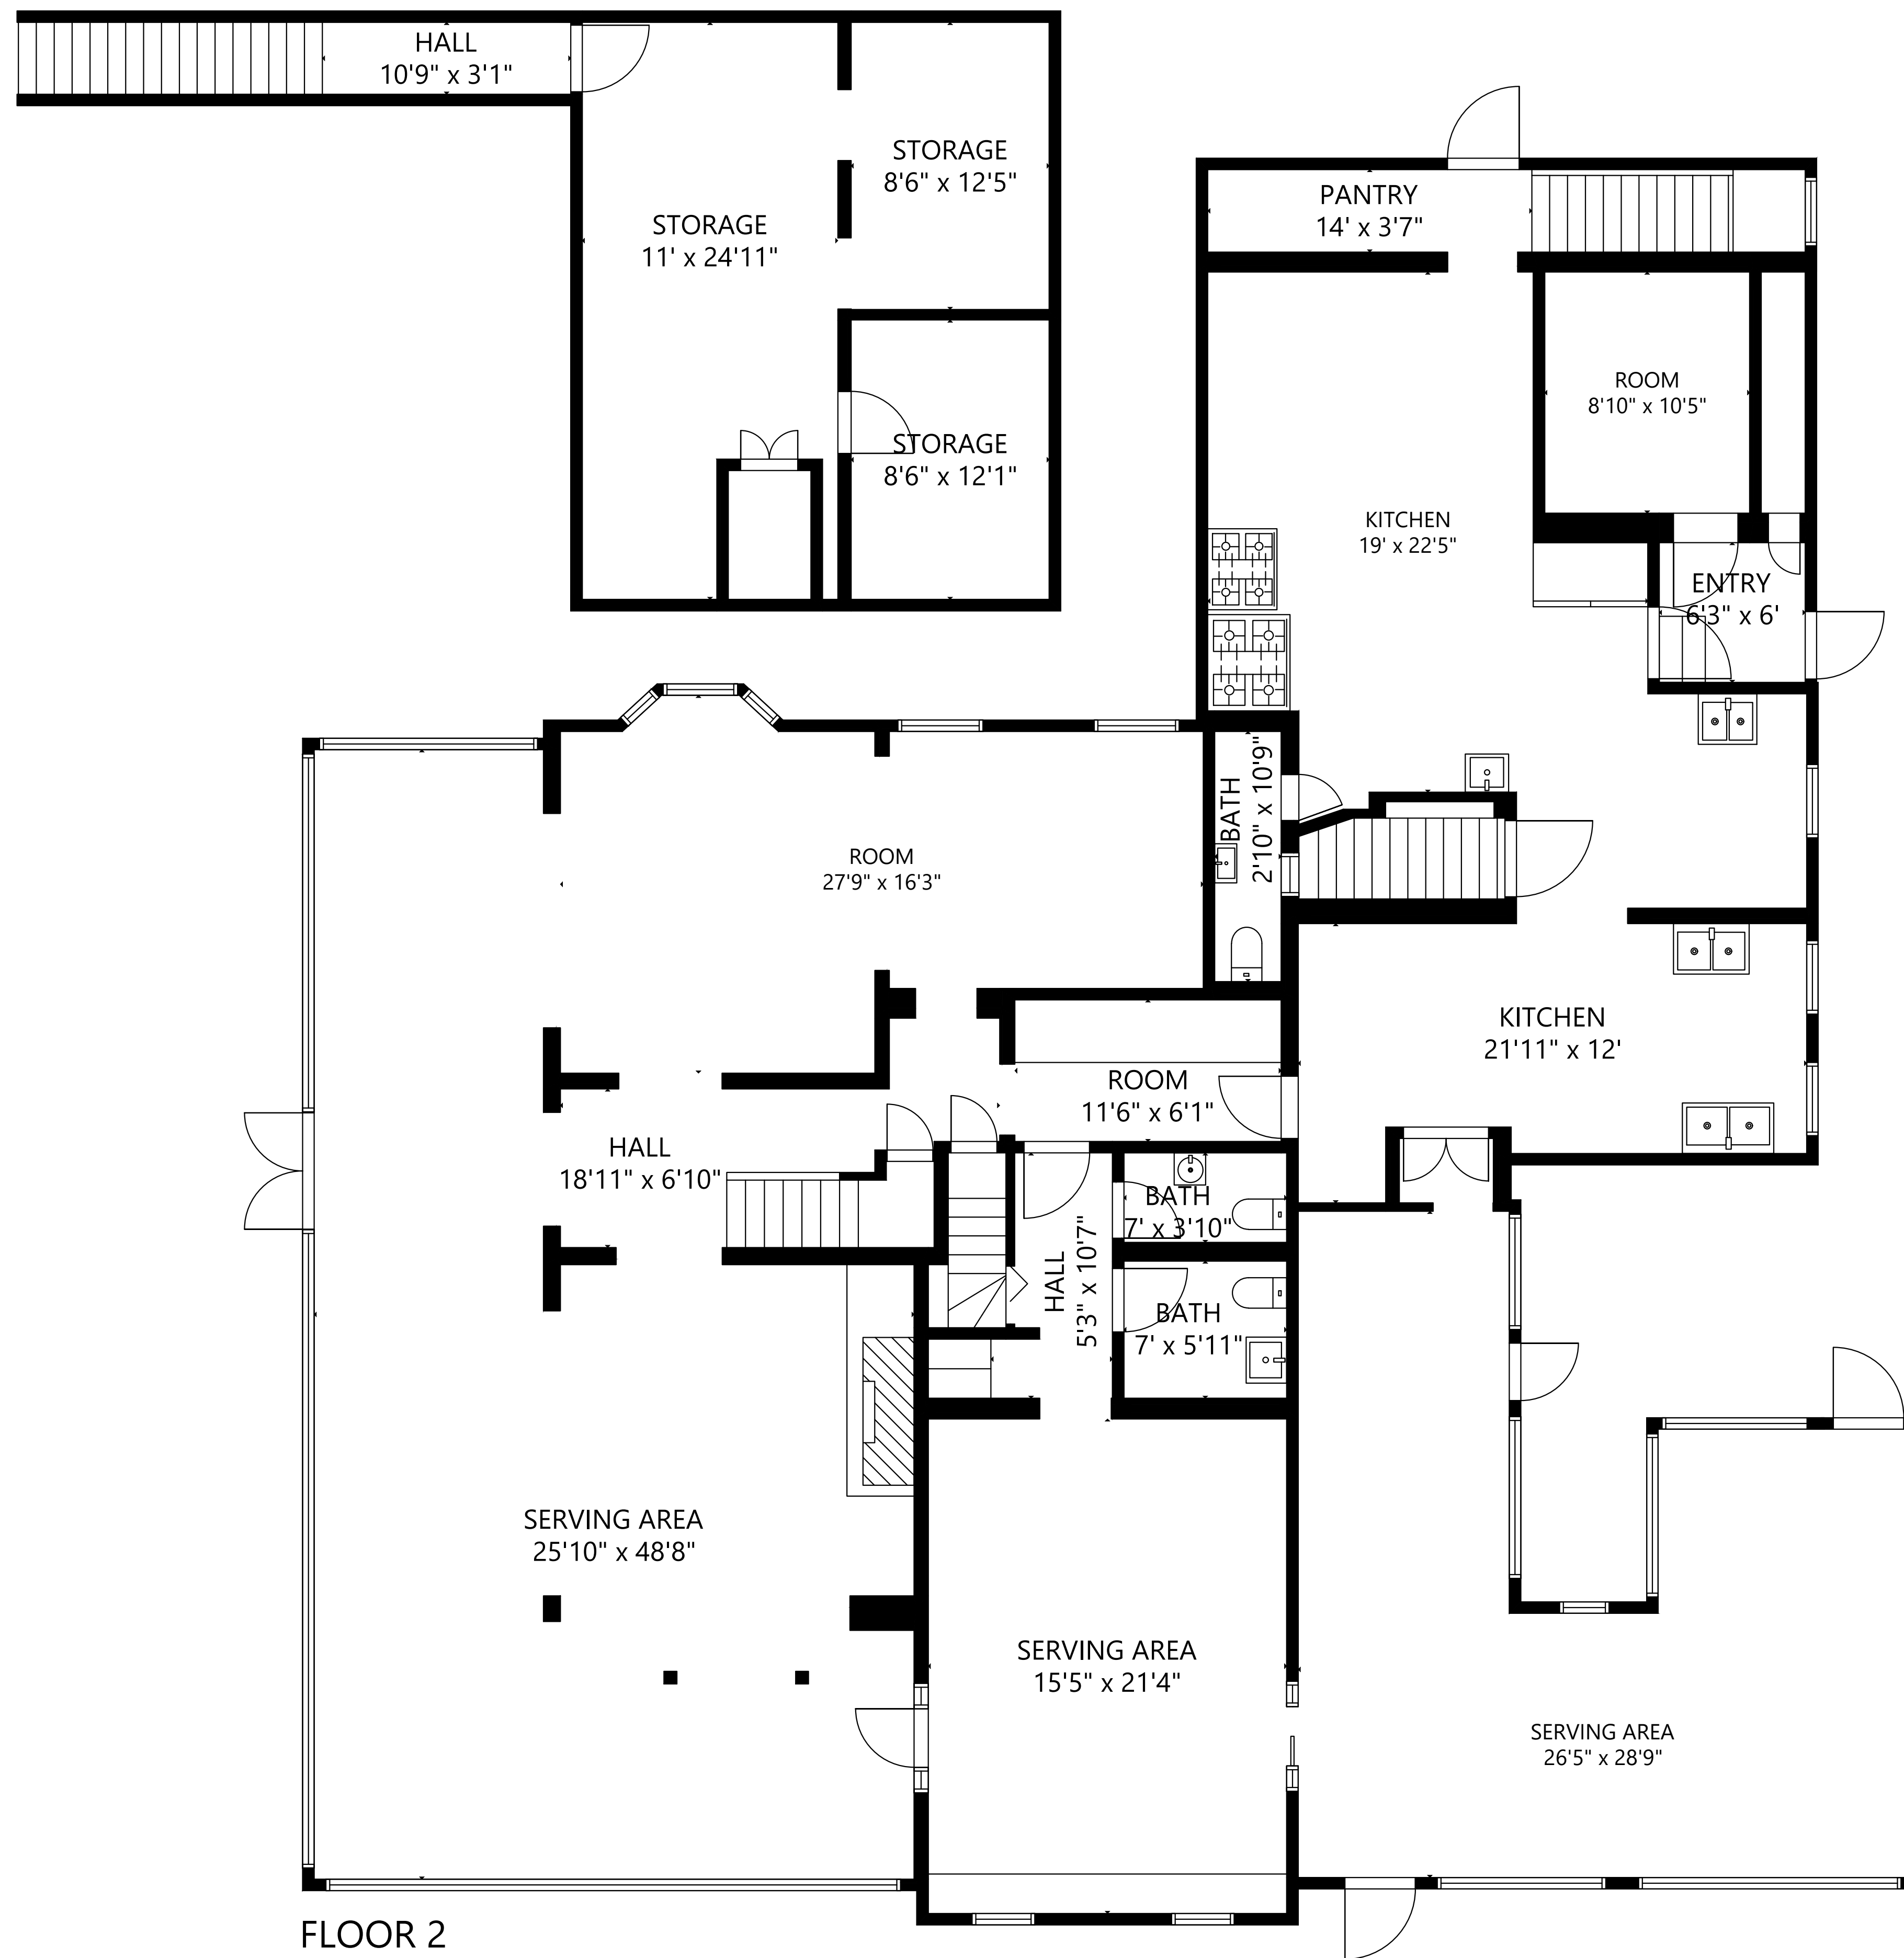 HALL
10'9" x 3'1"
STORAGE
8'6" x 12'5"
STORAGE
11' x 24'11"
PANTRY
14' x 3'7"
ROOM
8'10" x 10'5"
STORAGE
8'6" x 12'1"
KITCHEN
19' x 22'5"
ENTRY
6'3" x 6'
BATH
2'10" x 10'9"
ROOM
27'9" x 16'3"
KITCHEN
21'11" x 12'
ROOM
11'6" x 6'1"
HALL
18'11" x 6'10"
BATH
7' x 3'10"
HALL
5'3" x 10'7"
BATH
7' x 5'11"
SERVING AREA
25'10" x 48'8"
SERVING AREA
15'5" x 21'4"
SERVING AREA
26'5" x 28'9"
FLOOR 2